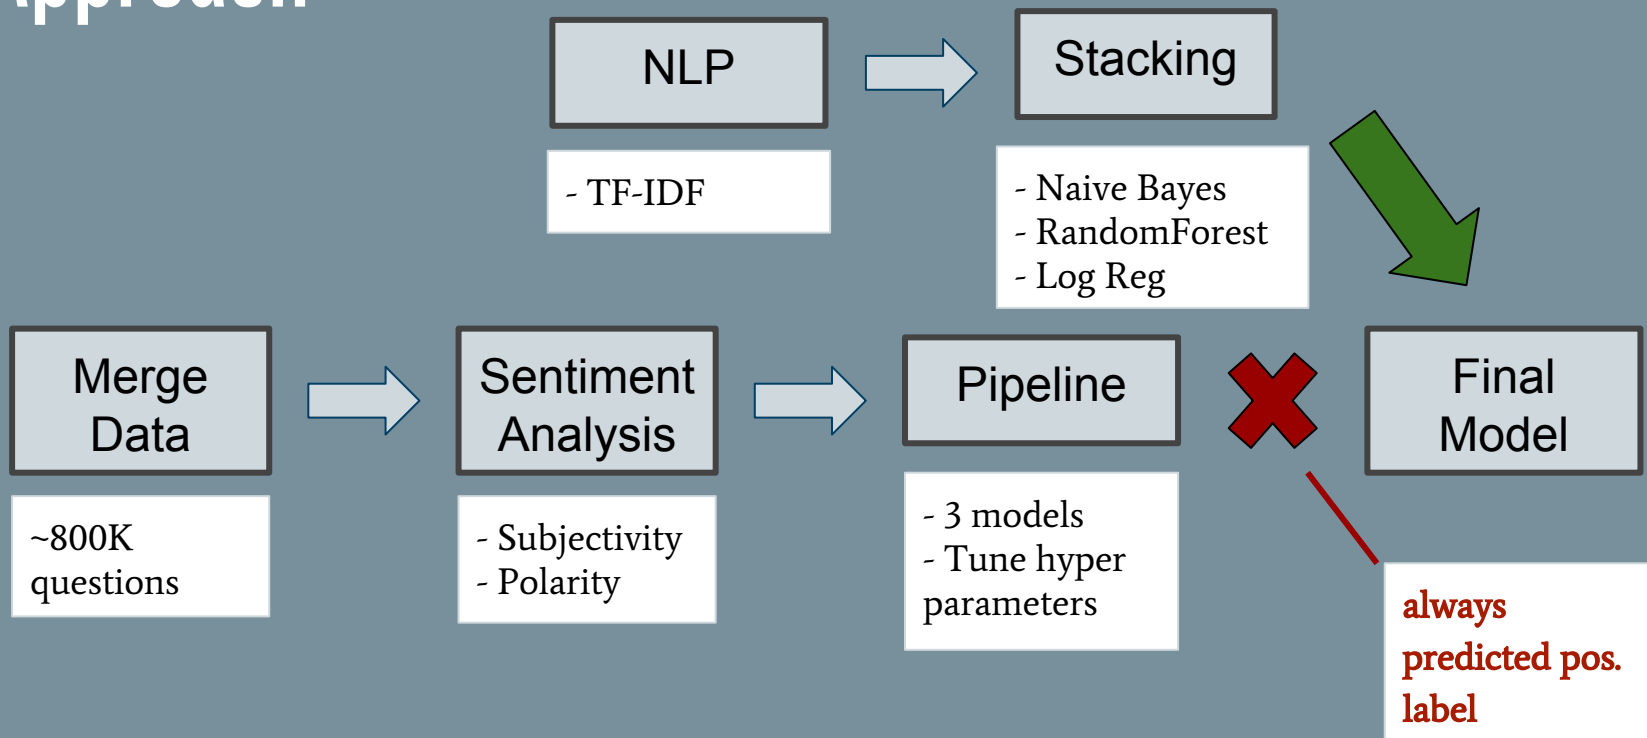 Approach
NLP
Stacking
- TF-IDF
- Naive Bayes
- RandomForest
- Log Reg
Merge
Data
Sentiment
Analysis
Pipeline
Final
Model
~800K
questions
- Subjectivity
- Polarity
- 3 models
- Tune hyper
parameters
always
predicted pos.
label